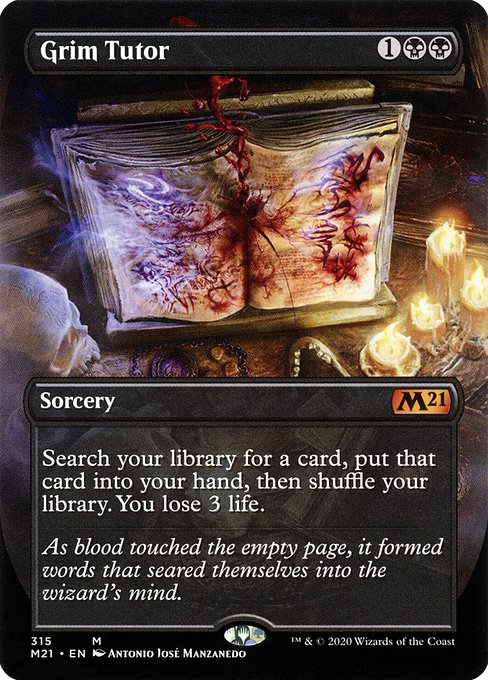 Grim Tutor 1
Sorcery M21
Search your library for a card, put that
card into your hand, then shuffle your
library. You lose 3 life.
As blood touched the empty page, it formed
words that seared themselves into the
wizard's mind.
315 M ™ & © 2020 Wizards of the Coast
M21 • EN Antonio José Manzanedo